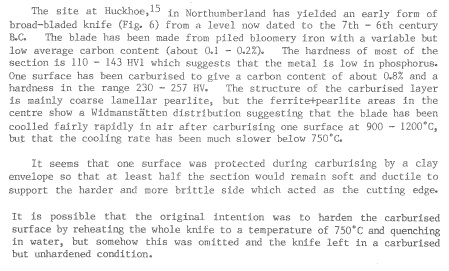 The site at Huckhoe,15 in Northumberland has yielded an early form of
broad-bladed knife (Fig. 6) from a level now dated to the 7th - 6th century
B.C. The blade has been made from piled bloomery iron with a variable but
low average carbon content (about 0.1 - 0.2%). The hardness of most of the
section is 110 - 143 HV1 which suggests that the metal is low in phosphorus.
One surface has been carburised to give a carbon content of about 0.8% and a
hardness in the range 230 - 257 HV. The structure of the carburised layer
is mainly coarse lamellar pearlite, but the ferrite+pearlite areas in the
centre show a Widmanstätten distribution suggesting that the blade has been
coolled fairly rapidly in air after carburising one surface at 900 - 1200°C,
but that the cooling rate has been much slower below 750°C.
It seems that one surface was protected during carburising by a clay
envelope so that at least half the section would remain soft and ductile to
support the harder and more brittle side which acted as the cutting edge.
It is possible that the original intention was to harden the carburised
surface by reheating the whole knife to a temperature of 750°C and quenching
in water, but somehow this was omitted and the knife left in a carburised
but unhardened condition.